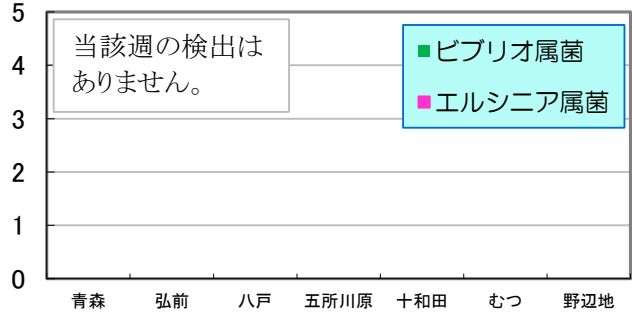 5
4
3
2
1
0
当該週の検出は
ありません。
ビブリオ属菌
エルシニア属菌
青森 弘前 八戸 五所川原 十和田 むつ 野辺地